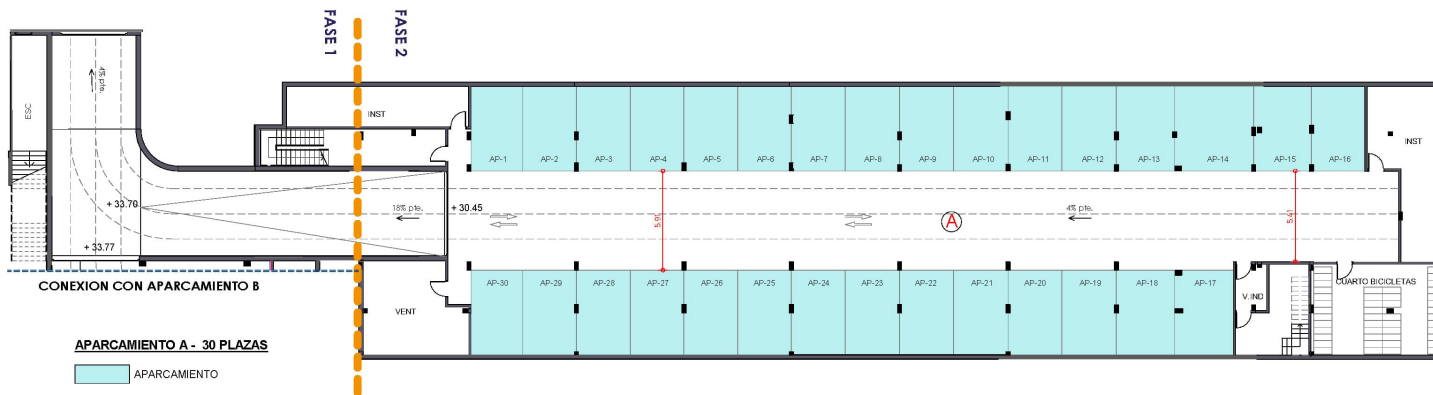 FASE 1
FASE 2
4% pte.
ESC
INST
AP-1 AP-2 AP-3 AP-4 AP-5 AP-6 AP-7 AP-8 AP-9 AP-10 AP-11 AP-12 AP-13 AP-14 AP-15 AP-16
INST
+ 33.70
18% pte.
+ 30.45
5.91
A
4% pte.
5.41
+ 33.77
CONEXION CON APARCAMIENTO B
AP-30 AP-29 AP-28 AP-27 AP-26 AP-25 AP-24 AP-23 AP-22 AP-21 AP-20 AP-19 AP-18 AP-17
V.IND
CUARTO BICICLETAS
VENT
APARCAMIENTO A - 30 PLAZAS
APARCAMIENTO